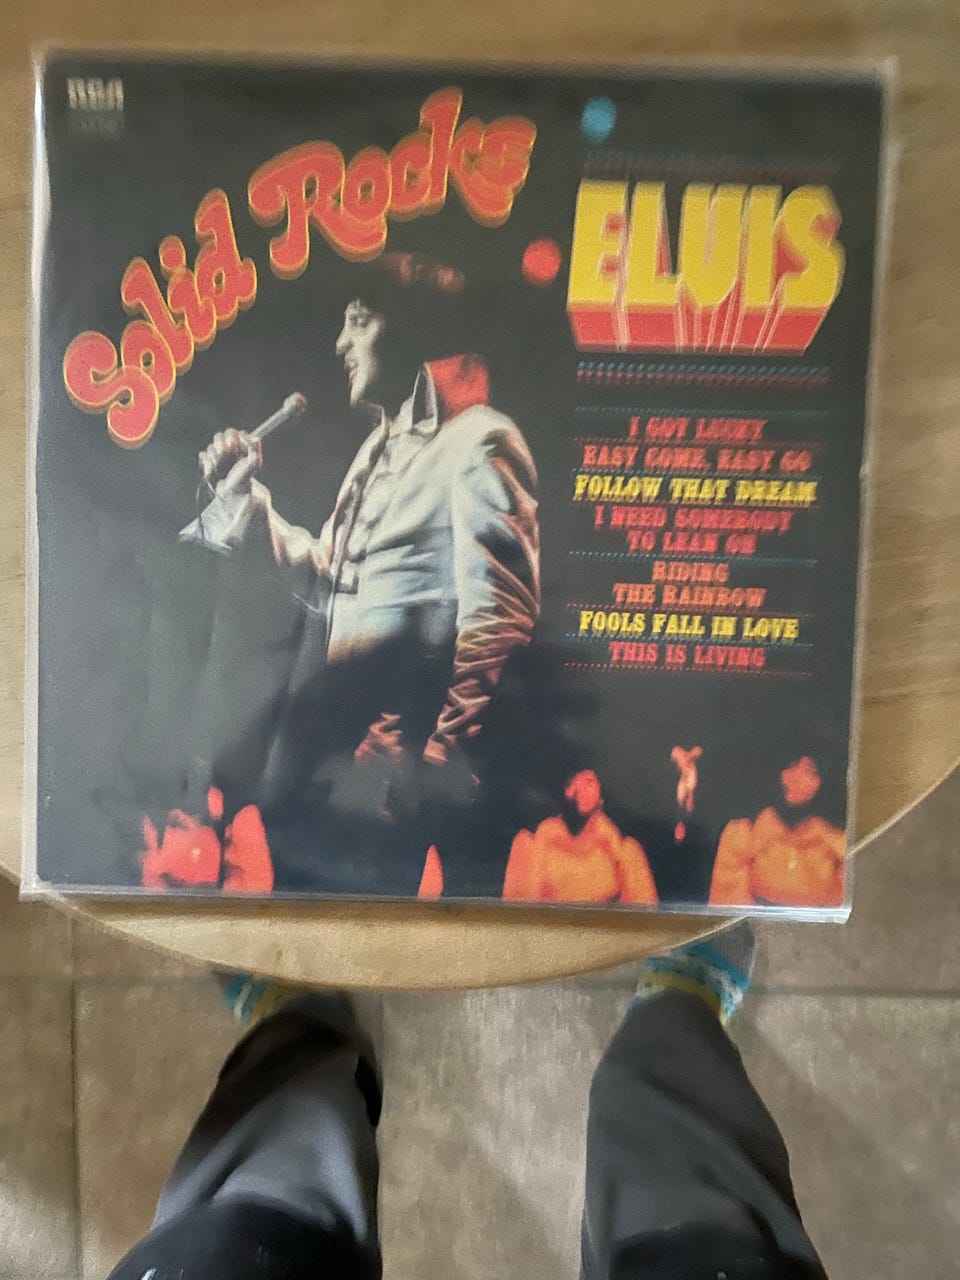 RCA
Solid Rocks
ELVIS
I GOT LUCKY
EASY COME, EASY GO
FOLLOW THAT DREAM
I NEED SOMEBODY
TO LEAN ON
RIDING
THE RAINBOW
FOOLS FALL IN LOVE
THIS IS LIVING